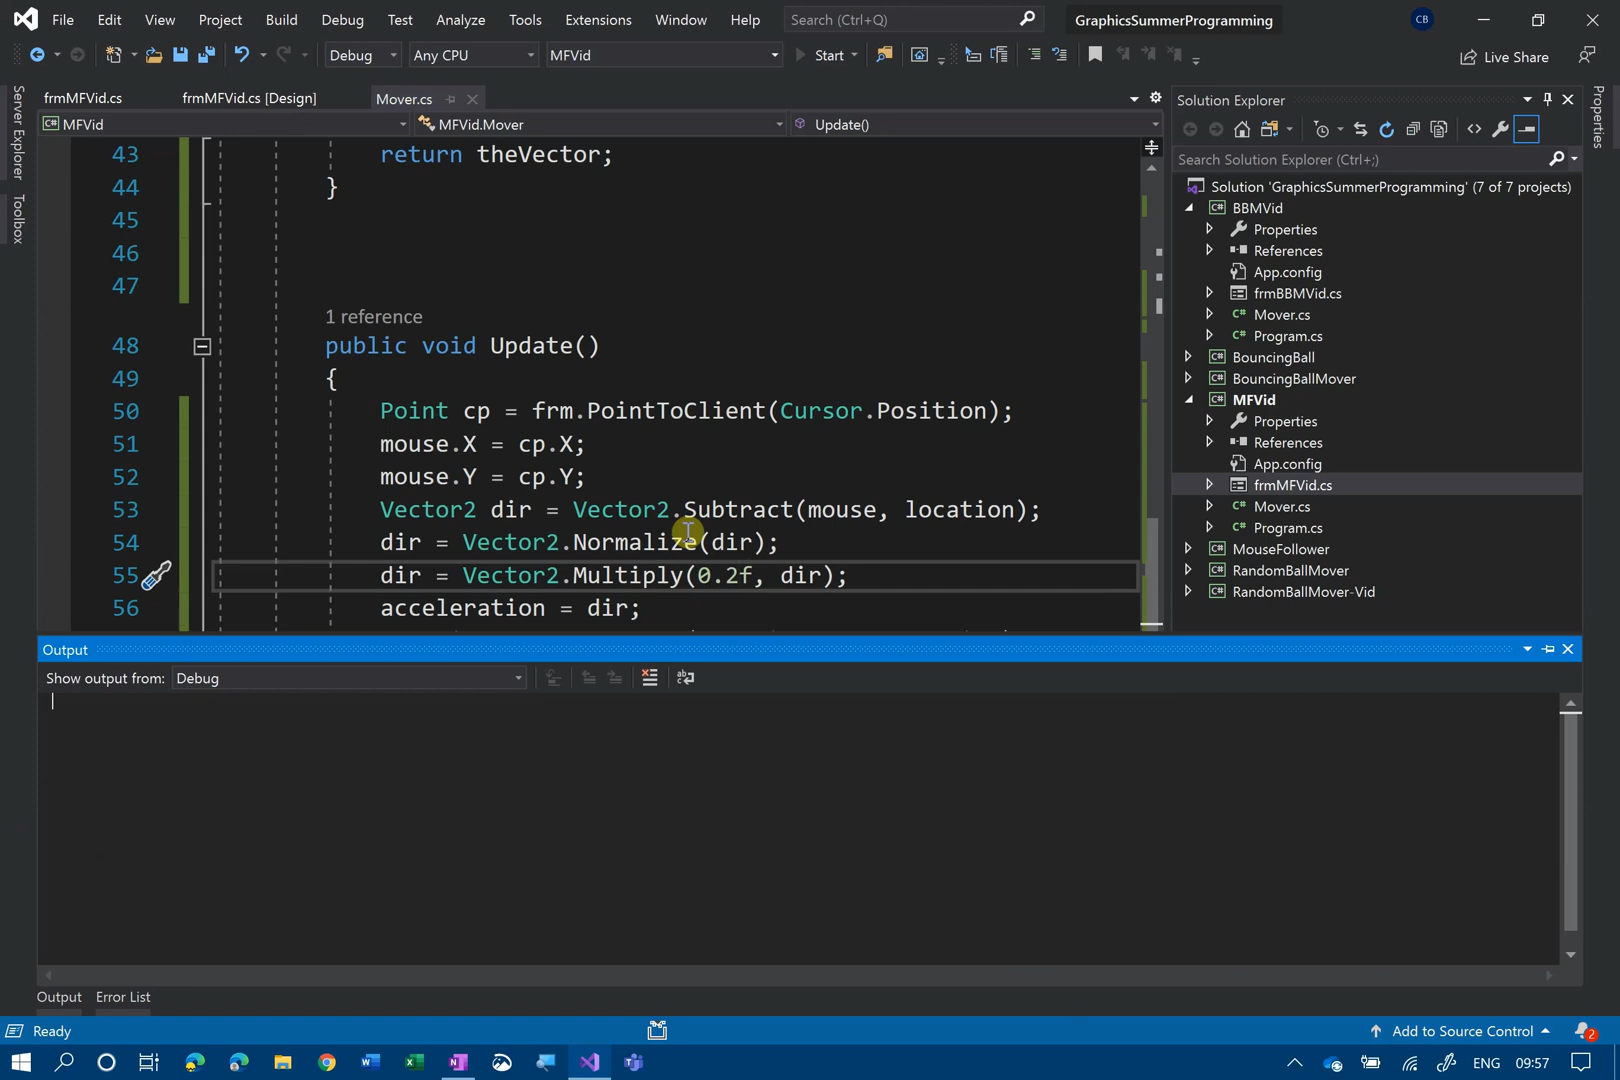 File Edit View Project Build Debug Test Analyze Tools Extensions Window Help Search (Ctrl+Q) GraphicsSummerProgramming CB
Debug Any CPU MFVid Start Live Share
frmMFVid.cs frmMFVid.cs [Design] Mover.cs
MFVid MFVid.Mover Update()
43 return theVector;
44 }
45
46
47
1 reference
48 public void Update()
49 {
50 Point cp = frm.PointToClient(Cursor.Position);
51 mouse.X = cp.X;
52 mouse.Y = cp.Y;
53 Vector2 dir = Vector2.Subtract(mouse, location);
54 dir = Vector2.Normalize(dir);
55 dir = Vector2.Multiply(0.2f, dir);
56 acceleration = dir;
Server Explorer
Toolbox
Output
Show output from: Debug
Output Error List
Solution Explorer
Search Solution Explorer (Ctrl+;)
Solution 'GraphicsSummerProgramming' (7 of 7 projects)
BBMVid
Properties
References
App.config
frmBBMVid.cs
Mover.cs
Program.cs
BouncingBall
BouncingBallMover
MFVid
Properties
References
App.config
frmMFVid.cs
Mover.cs
Program.cs
MouseFollower
RandomBallMover
RandomBallMover-Vid
Properties
Ready Add to Source Control 2
ENG 09:57